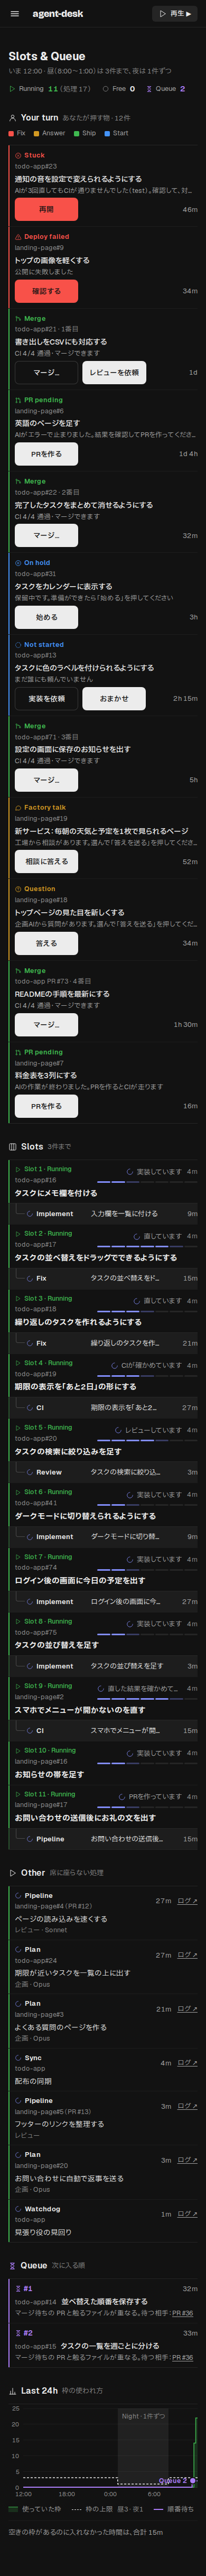 agent-desk
再生 ▶
Slots & Queue
いま 12:00・昼(8:00〜1:00)は 3件まで、夜は 1件ずつ
Running 11 (処理 17)
Free 0
Queue 2
Your turn あなたが押す物・12件
Fix
Answer
Ship
Start
Stuck
todo-app#23
通知の音を設定で変えられるようにする
AIが3回直してもCIが通りませんでした(test)。確認して、対…
再開
46m
Deploy failed
landing-page#9
トップの画像を軽くする
公開に失敗しました
確認する
34m
Merge
todo-app#21・1番目
書き出しをCSVにも対応する
CI 4/4 通過・マージできます
マージ…
レビューを依頼
1d
PR pending
landing-page#6
英語のページを足す
AIがエラーで止まりました。結果を確認してPRを作ってくださ…
PRを作る
1d 4h
Merge
todo-app#22・2番目
完了したタスクをまとめて消せるようにする
CI 4/4 通過・マージできます
マージ…
32m
On hold
todo-app#31
タスクをカレンダーに表示する
保留中です。準備ができたら「始める」を押してください
始める
3h
Not started
todo-app#13
タスクに色のラベルを付けられるようにする
まだ誰にも頼んでいません
実装を依頼
おまかせ
2h 15m
Merge
todo-app#71・3番目
設定の画面に保存のお知らせを出す
CI 4/4 通過・マージできます
マージ…
5h
Factory talk
landing-page#19
新サービス：毎朝の天気と予定を1枚で見られるページ
工場から相談があります。選んで「答えを送る」を押してくださ…
相談に答える
52m
Question
landing-page#18
トップページの見た目を新しくする
企画AIから質問があります。選んで「答えを送る」を押してくだ…
答える
34m
Merge
todo-app PR #73・4番目
READMEの手順を最新にする
CI 4/4 通過・マージできます
マージ…
1h 30m
PR pending
landing-page#7
料金表を3列にする
AIの作業が終わりました。PRを作るとCIが走ります
PRを作る
16m
Slots 3件まで
Slot 1・Running
todo-app#16
実装しています 4m
タスクにメモ欄を付ける
Implement 入力欄を一覧に付ける 9m
Slot 2・Running
todo-app#17
直しています 4m
タスクの並べ替えをドラッグでできるようにする
Fix タスクの並べ替えをド… 15m
Slot 3・Running
todo-app#18
直しています 4m
繰り返しのタスクを作れるようにする
Fix 繰り返しのタスクを作… 21m
Slot 4・Running
todo-app#19
CIが確かめています 4m
期限の表示を「あと2日」の形にする
CI 期限の表示を「あと2… 27m
Slot 5・Running
todo-app#20
レビューしています 4m
タスクの検索に絞り込みを足す
Review タスクの検索に絞り込… 3m
Slot 6・Running
todo-app#41
実装しています 4m
ダークモードに切り替えられるようにする
Implement ダークモードに切り替… 9m
Slot 7・Running
todo-app#74
実装しています 4m
ログイン後の画面に今日の予定を出す
Implement ログイン後の画面に今… 27m
Slot 8・Running
todo-app#75
実装しています 4m
タスクの並び替えを足す
Implement タスクの並び替えを足す 3m
Slot 9・Running
landing-page#2
直した結果を確かめて… 4m
スマホでメニューが開かないのを直す
CI スマホでメニューが開… 15m
Slot 10・Running
landing-page#16
実装しています 4m
お知らせの帯を足す
Slot 11・Running
landing-page#17
PRを作っています 4m
お問い合わせの送信後にお礼の文を出す
Pipeline お問い合わせの送信後… 15m
Other 席に座らない処理
Pipeline
landing-page#4 (PR #12)
27m ログ↗
ページの読み込みを速くする
レビュー・Sonnet
Plan
todo-app#24
27m ログ↗
期限が近いタスクを一覧の上に出す
企画・Opus
Plan
landing-page#3
21m ログ↗
よくある質問のページを作る
企画・Opus
Sync
todo-app
4m ログ↗
配布の同期
Pipeline
landing-page#5 (PR #13)
3m ログ↗
フッターのリンクを整理する
レビュー
Plan
landing-page#20
3m ログ↗
お問い合わせに自動で返事を送る
企画・Opus
Watchdog
todo-app
1m ログ↗
見張り役の見回り
Queue 次に入る順
#1 32m
todo-app#14 並べ替えた順番を保存する
マージ待ちの PR と触るファイルが重なる。待つ相手：PR #36
#2 33m
todo-app#15 タスクの一覧を週ごとに分ける
マージ待ちの PR と触るファイルが重なる。待つ相手：PR #36
Last 24h 枠の使われ方
25
20
15
10
5
0
Night・1件ずつ
Queue 2
12:00
18:00
0:00
6:00
使っていた枠
枠の上限 昼3・夜1
順番待ち
空きの枠があるのに入れなかった時間は、合計 15m